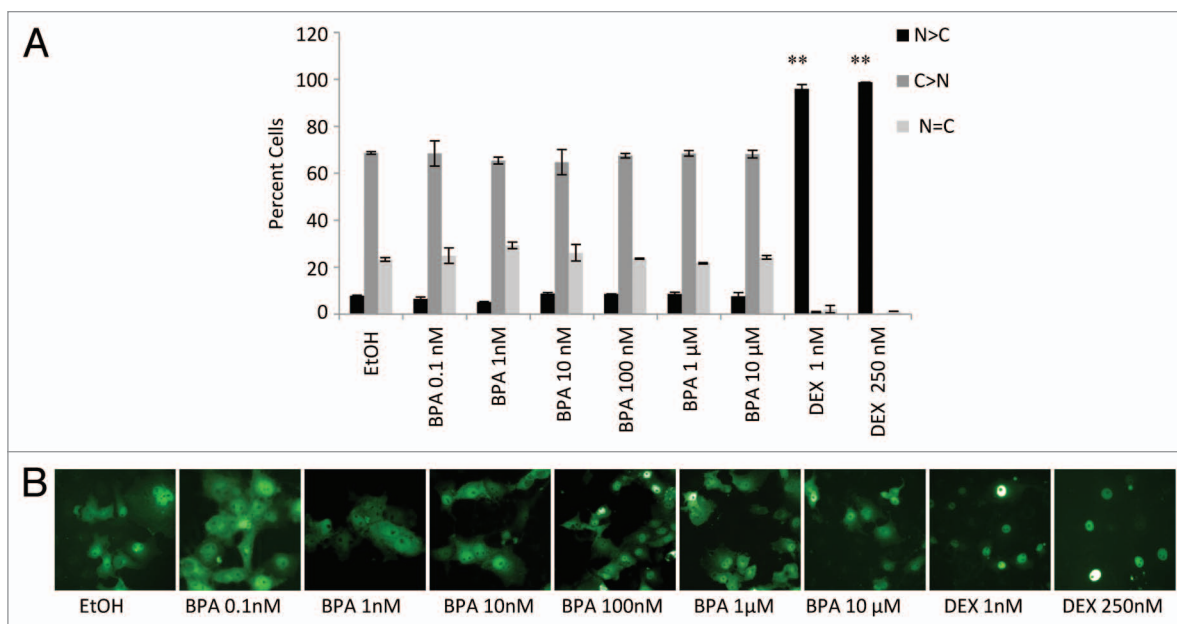 A
120
100
80
60
40
20
0
Percent Cells
** **
N>C
C>N
N=C
EtOH
BPA 0.1 nM
BPA 1nM
BPA 10 nM
BPA 100 nM
BPA 1 µM
BPA 10 µM
DEX 1 nM
DEX 250 nM
B
EtOH BPA 0.1nM BPA 1nM BPA 10nM BPA 100nM BPA 1µM BPA 10 µM DEX 1nM DEX 250nM